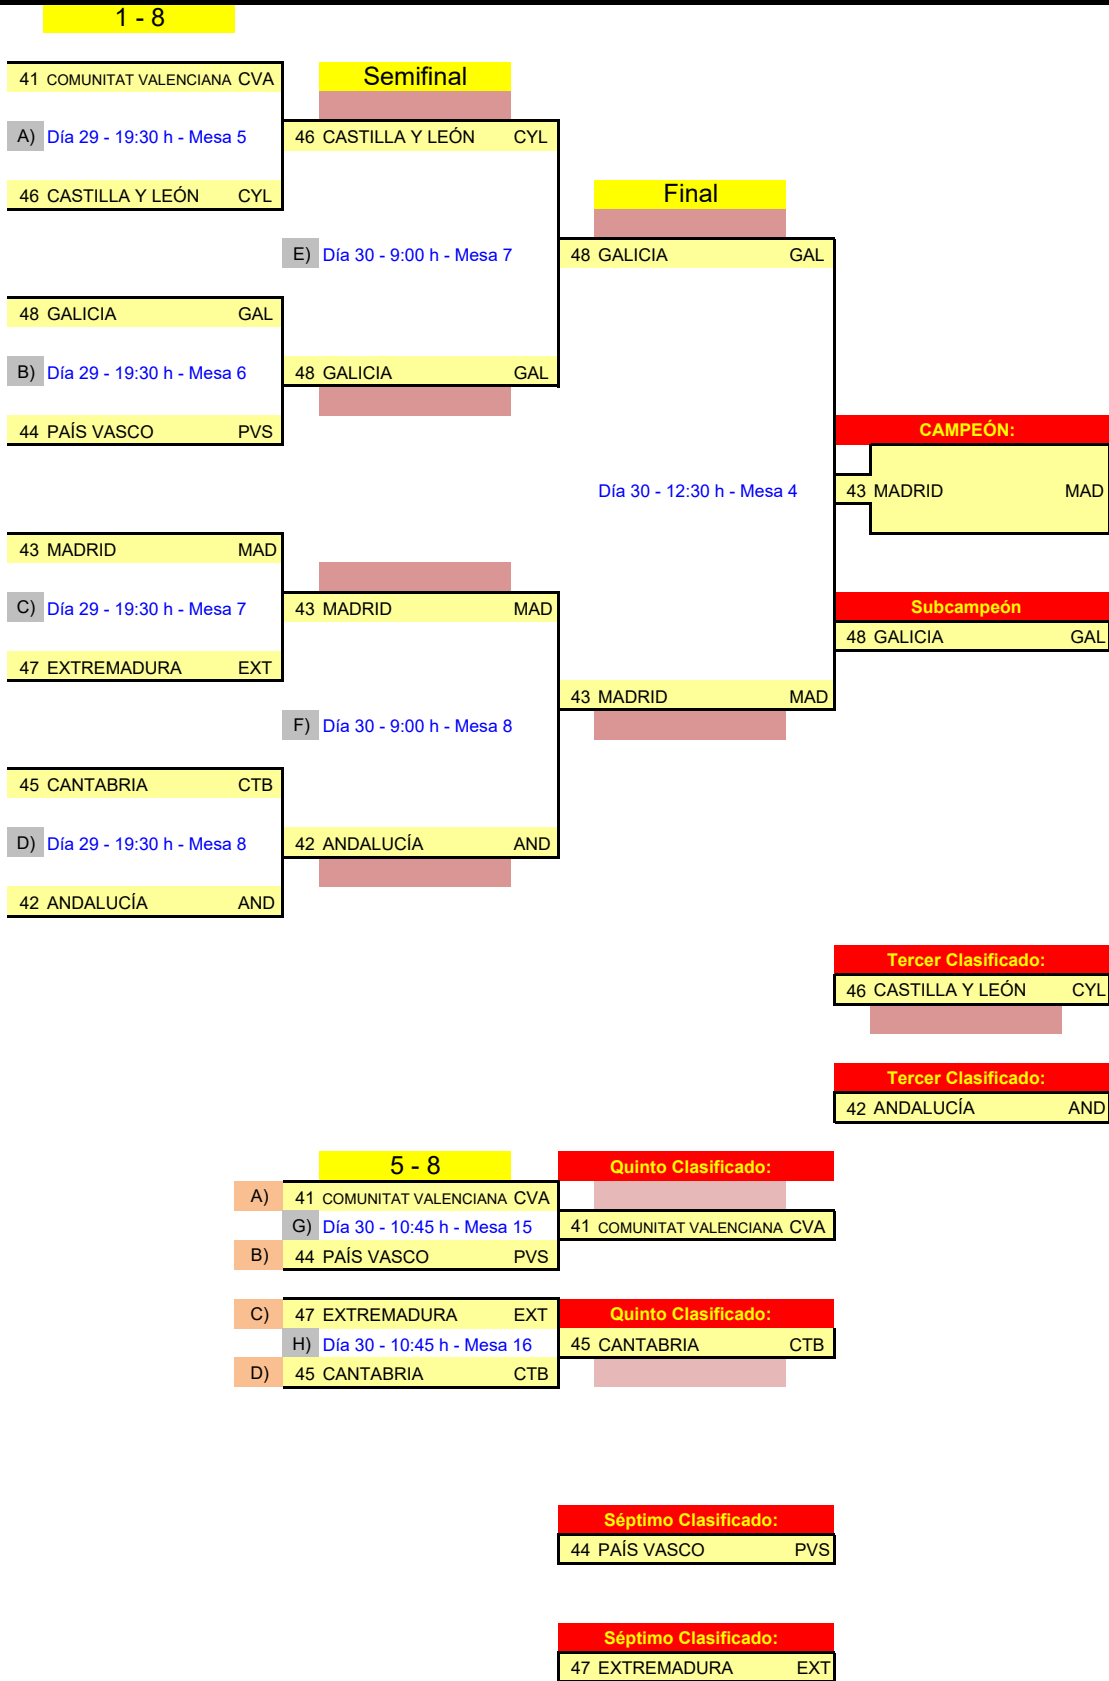 1 - 8
41 COMUNITAT VALENCIANA CVA
Semifinal
A) Día 29 - 19:30 h - Mesa 5
46 CASTILLA Y LEÓN CYL
46 CASTILLA Y LEÓN CYL
Final
E) Día 30 - 9:00 h - Mesa 7
48 GALICIA GAL
48 GALICIA GAL
B) Día 29 - 19:30 h - Mesa 6
48 GALICIA GAL
44 PAÍS VASCO PVS
CAMPEÓN:
Día 30 - 12:30 h - Mesa 4
43 MADRID MAD
43 MADRID MAD
C) Día 29 - 19:30 h - Mesa 7
43 MADRID MAD
Subcampeón
48 GALICIA GAL
47 EXTREMADURA EXT
43 MADRID MAD
F) Día 30 - 9:00 h - Mesa 8
45 CANTABRIA CTB
D) Día 29 - 19:30 h - Mesa 8
42 ANDALUCÍA AND
42 ANDALUCÍA AND
Tercer Clasificado:
46 CASTILLA Y LEÓN CYL
Tercer Clasificado:
42 ANDALUCÍA AND
5 - 8
Quinto Clasificado:
A) 41 COMUNITAT VALENCIANA CVA
G) Día 30 - 10:45 h - Mesa 15
41 COMUNITAT VALENCIANA CVA
B) 44 PAÍS VASCO PVS
C) 47 EXTREMADURA EXT
Quinto Clasificado:
H) Día 30 - 10:45 h - Mesa 16
45 CANTABRIA CTB
D) 45 CANTABRIA CTB
Séptimo Clasificado:
44 PAÍS VASCO PVS
Séptimo Clasificado:
47 EXTREMADURA EXT